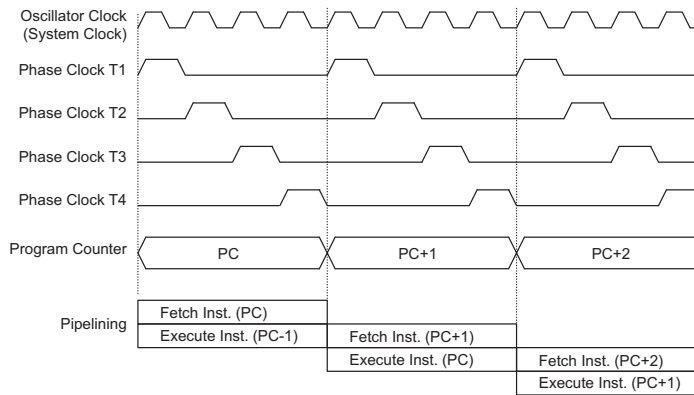 Oscillator Clock
(System Clock)
Phase Clock T1
Phase Clock T2
Phase Clock T3
Phase Clock T4
Program Counter
PC
PC+1
PC+2
Pipelining
Fetch Inst. (PC)
Execute Inst. (PC-1)
Fetch Inst. (PC+1)
Execute Inst. (PC)
Fetch Inst. (PC+2)
Execute Inst. (PC+1)